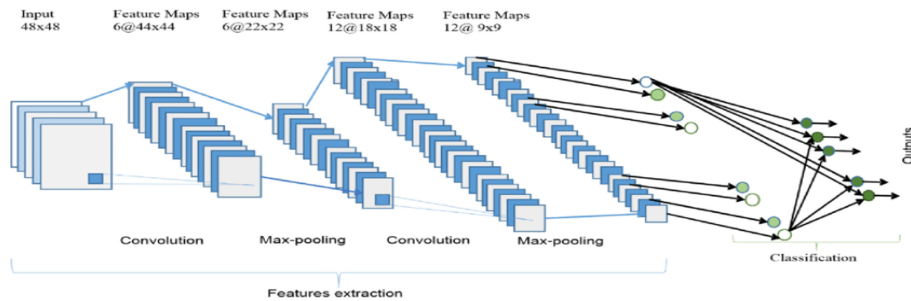 Input
48x48
Feature Maps
6@44x44
Feature Maps
6@22x22
Feature Maps
12@18x18
Feature Maps
12@ 9x9
Outputs
Convolution
Max-pooling
Convolution
Max-pooling
Classification
Features extraction